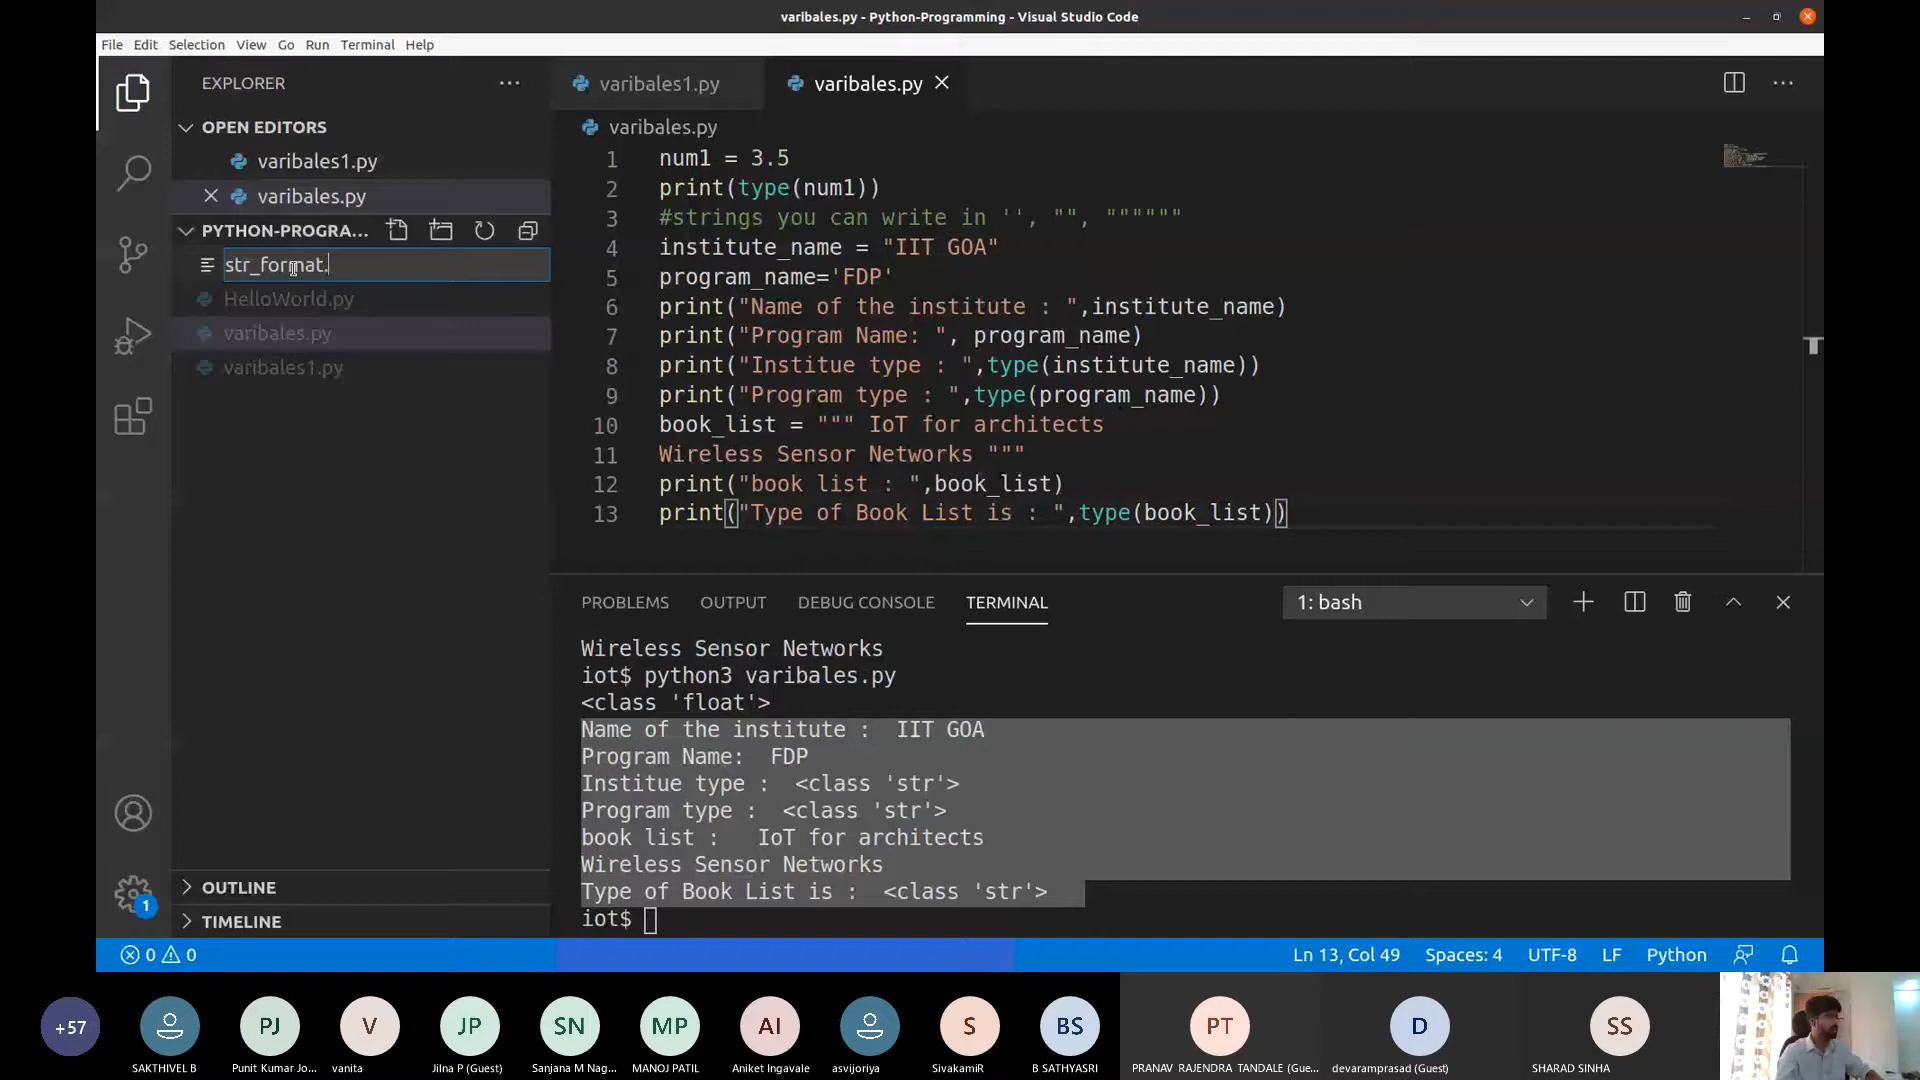 varibales.py - Python-Programming - Visual Studio Code
File Edit Selection View Go Run Terminal Help
EXPLORER
OPEN EDITORS
varibales1.py
varibales.py
PYTHON-PROGRA...
str_format.
HelloWorld.py
varibales.py
varibales1.py
OUTLINE
TIMELINE
varibales1.py varibales.py
varibales.py
1 num1 = 3.5
2 print(type(num1))
3 #strings you can write in '', "", """"""
4 institute_name = "IIT GOA"
5 program_name='FDP'
6 print("Name of the institute : ",institute_name)
7 print("Program Name: ", program_name)
8 print("Institue type : ",type(institute_name))
9 print("Program type : ",type(program_name))
10 book_list = """ IoT for architects
11 Wireless Sensor Networks """
12 print("book list : ",book_list)
13 print("Type of Book List is : ",type(book_list))
PROBLEMS OUTPUT DEBUG CONSOLE TERMINAL 1: bash
Wireless Sensor Networks
iot$ python3 varibales.py
<class 'float'>
Name of the institute :  IIT GOA
Program Name:  FDP
Institue type :  <class 'str'>
Program type :  <class 'str'>
book list :   IoT for architects
Wireless Sensor Networks
Type of Book List is :  <class 'str'>
iot$
1
0 0 Ln 13, Col 49 Spaces: 4 UTF-8 LF Python
+57 PJ V JP SN MP AI S BS PT D SS
SAKTHIVEL B Punit Kumar Jo... vanita Jilna P (Guest) Sanjana M Nag... MANOJ PATIL Aniket Ingavale asvijoriya SivakamiR B SATHYASRI PRANAV RAJENDRA TANDALE (Gue... devaramprasad (Guest) SHARAD SINHA